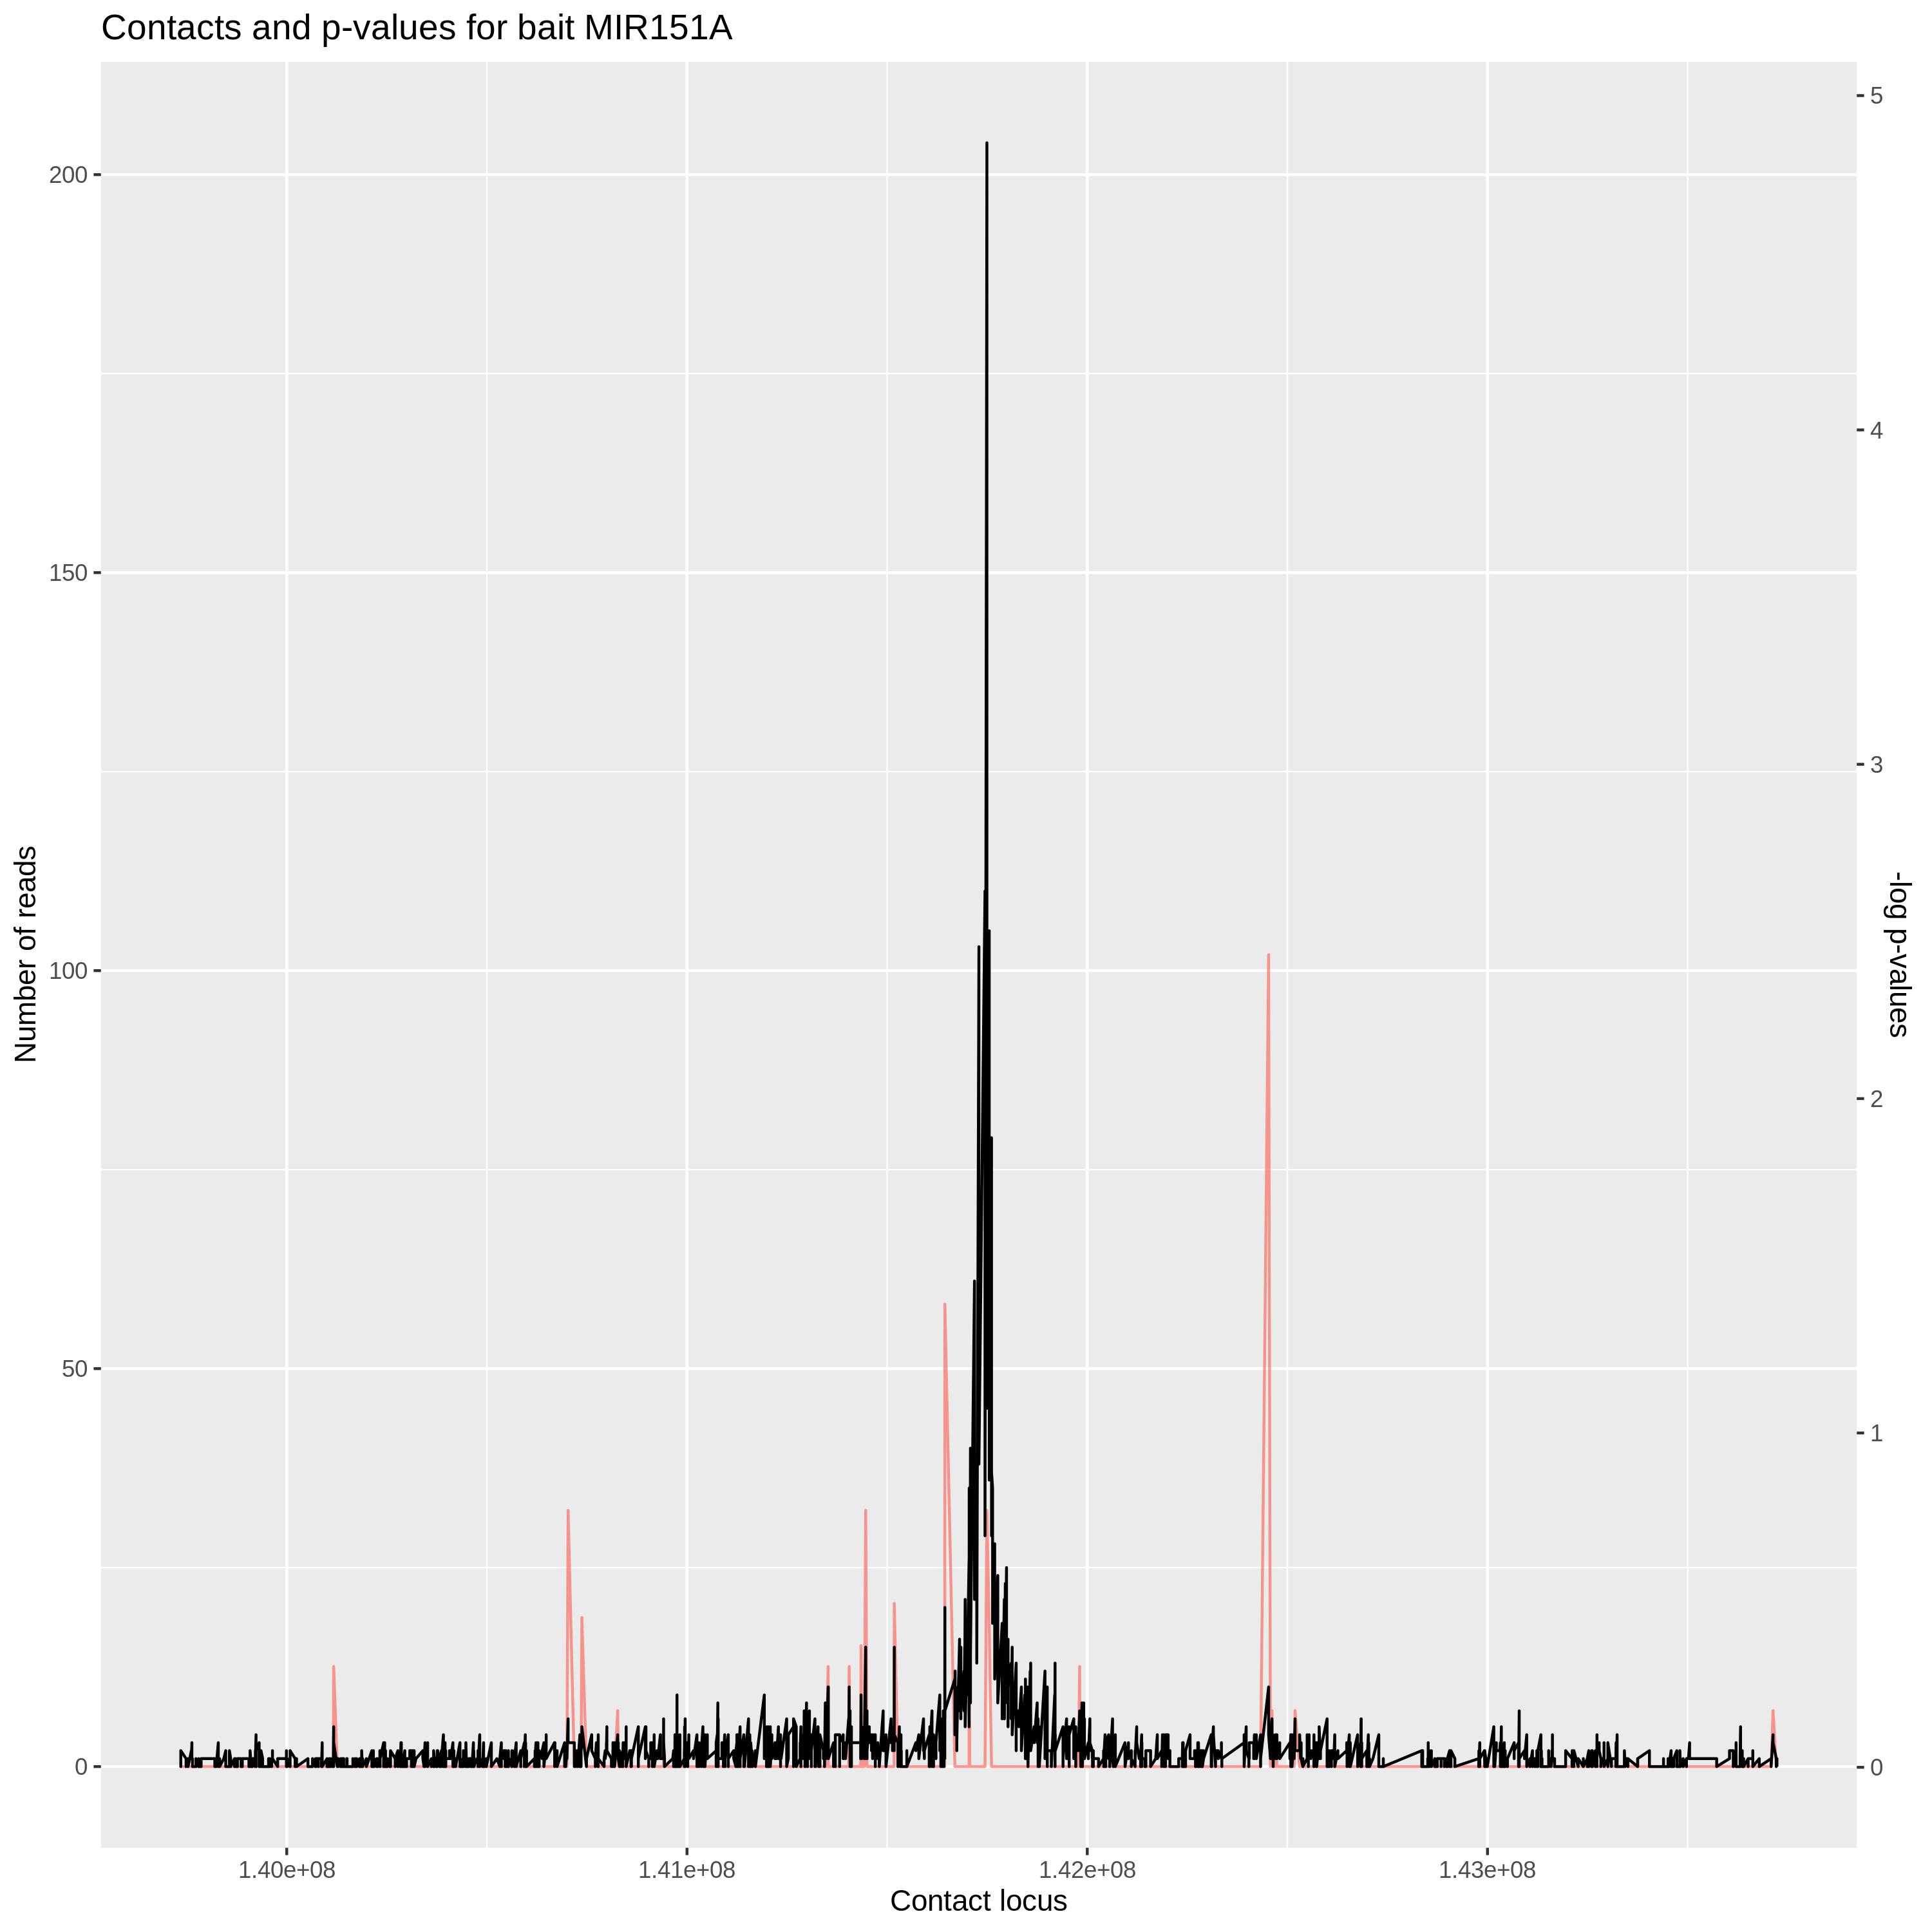 Contacts and p-values for bait MIR151A
200
150
100
50
0
Number of reads
5
4
3
2
1
0
-log p-values
1.40e+08
1.41e+08
1.42e+08
1.43e+08
Contact locus